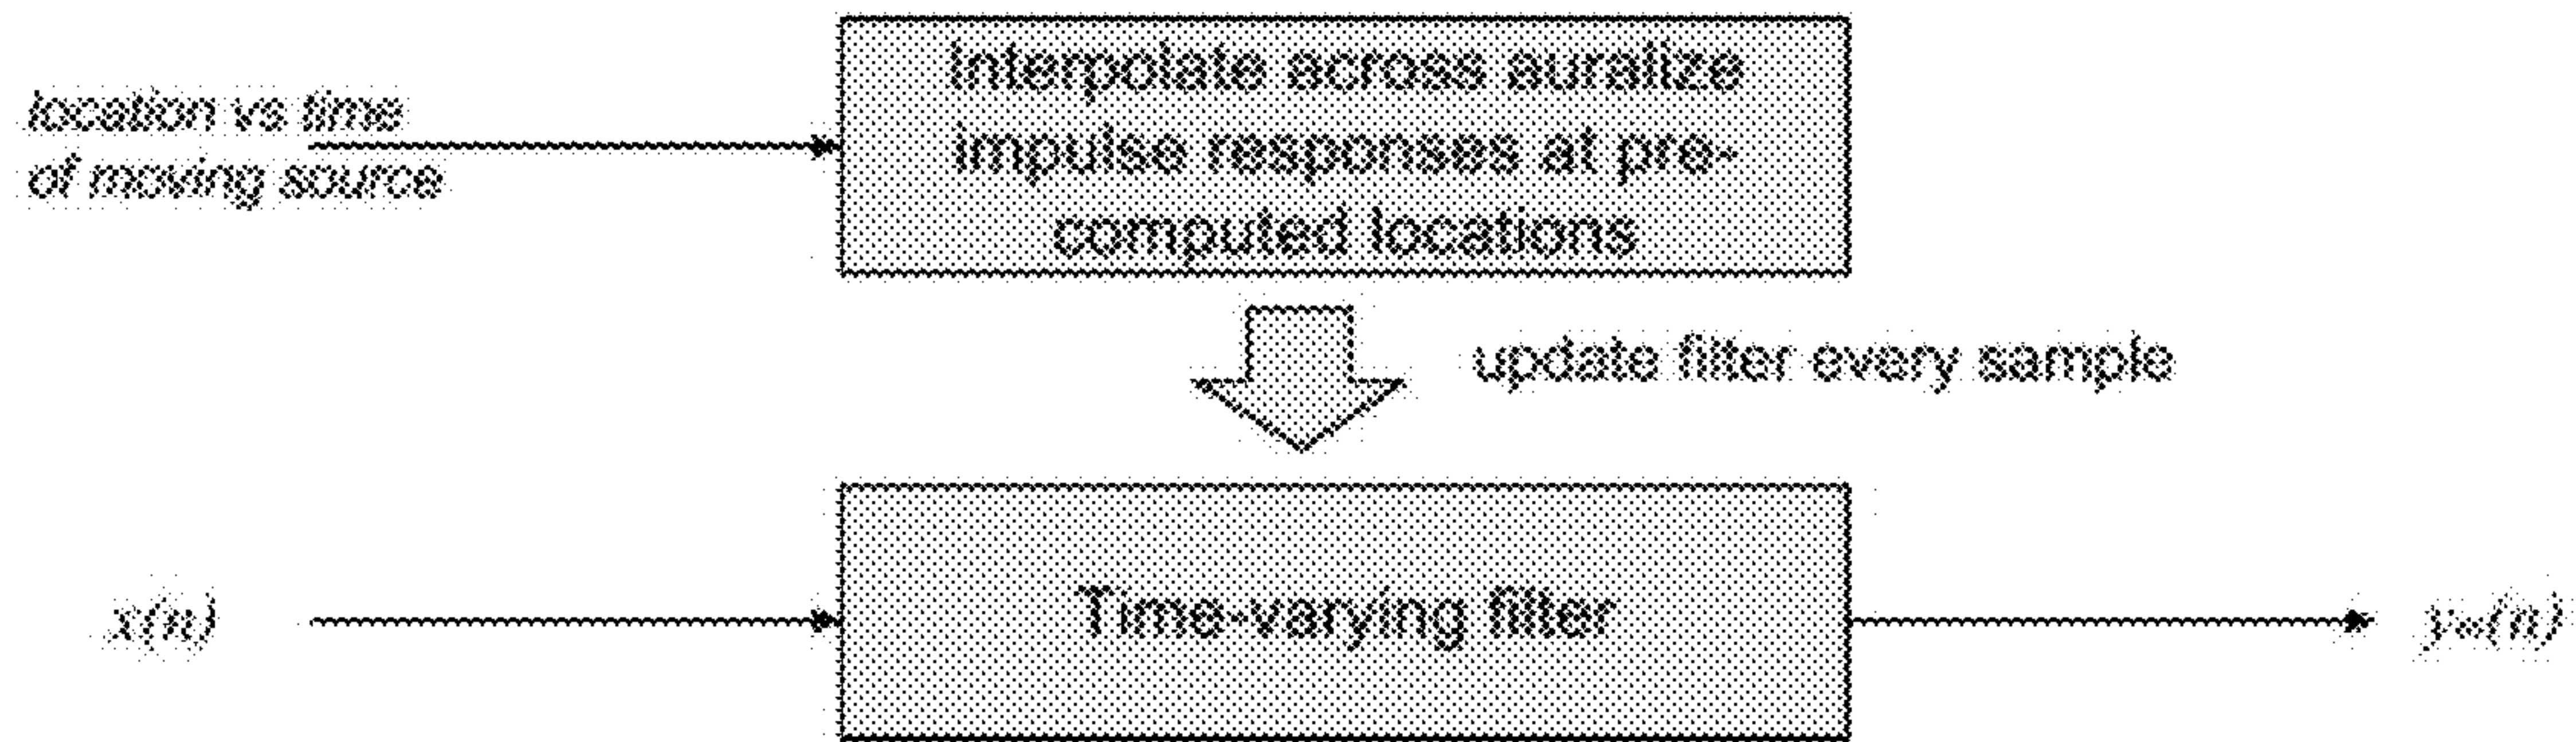 location vs time
of moving source
Interpolate across auralize
impulse responses at pre-
computed locations
update filter every sample
x(n)
Time-varying filter